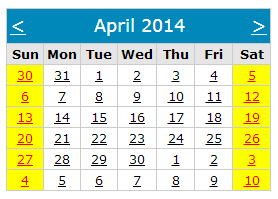 < April 2014 >
Sun Mon Tue Wed Thu Fri Sat
30 31 1 2 3 4 5
6 7 8 9 10 11 12
13 14 15 16 17 18 19
20 21 22 23 24 25 26
27 28 29 30 1 2 3
4 5 6 7 8 9 10